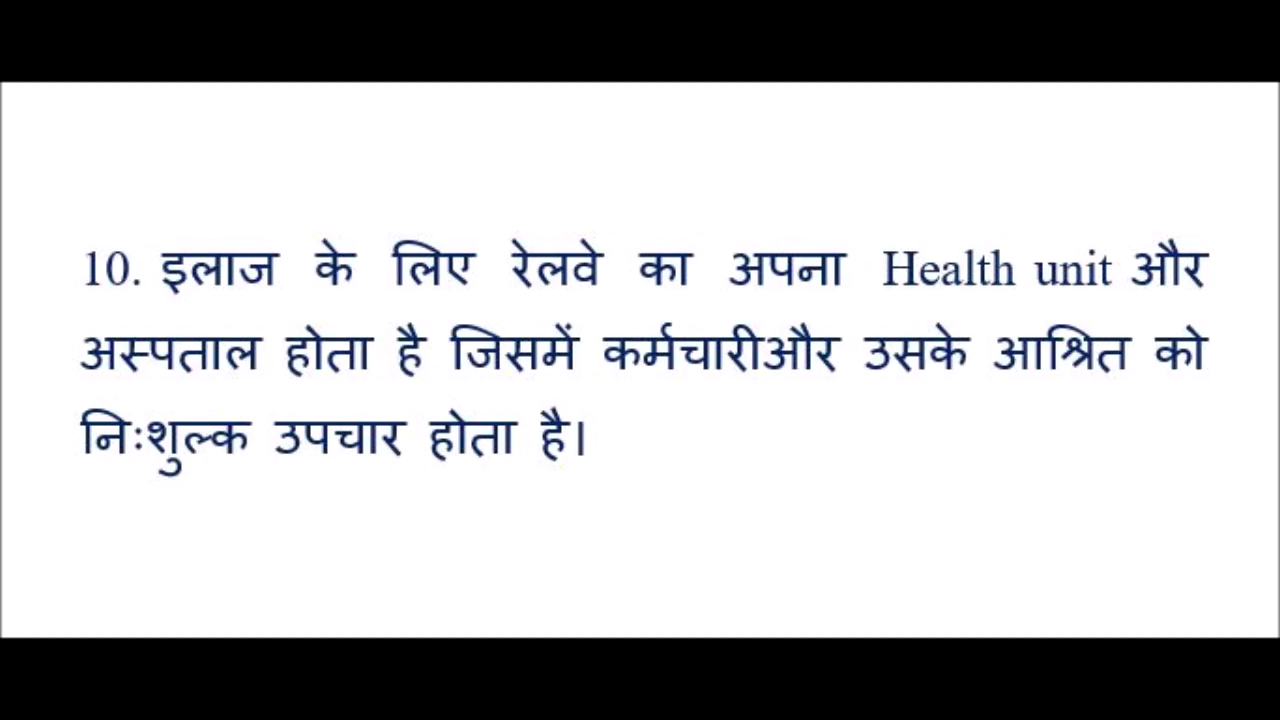 10. इलाज के लिए रेलवे का अपना Health unit और
अस्पताल होता है जिसमें कर्मचारीऔर उसके आश्रित को
निःशुल्क उपचार होता है।